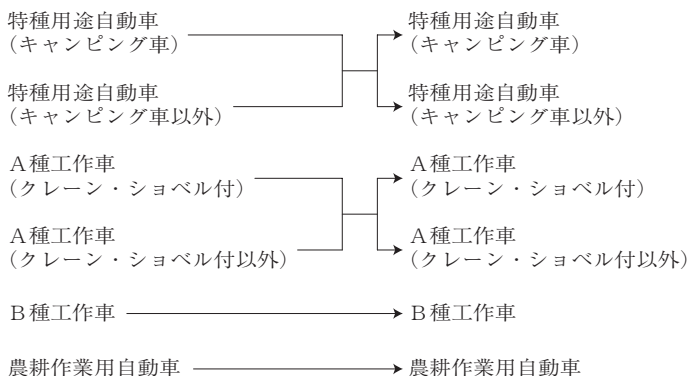 特種用途自動車
(キャンピング車)
特種用途自動車
(キャンピング車)
特種用途自動車
(キャンピング車以外)
特種用途自動車
(キャンピング車以外)
A種工作車
(クレーン・ショベル付)
A種工作車
(クレーン・ショベル付)
A種工作車
(クレーン・ショベル付以外)
A種工作車
(クレーン・ショベル付以外)
B種工作車
B種工作車
農耕作業用自動車
農耕作業用自動車